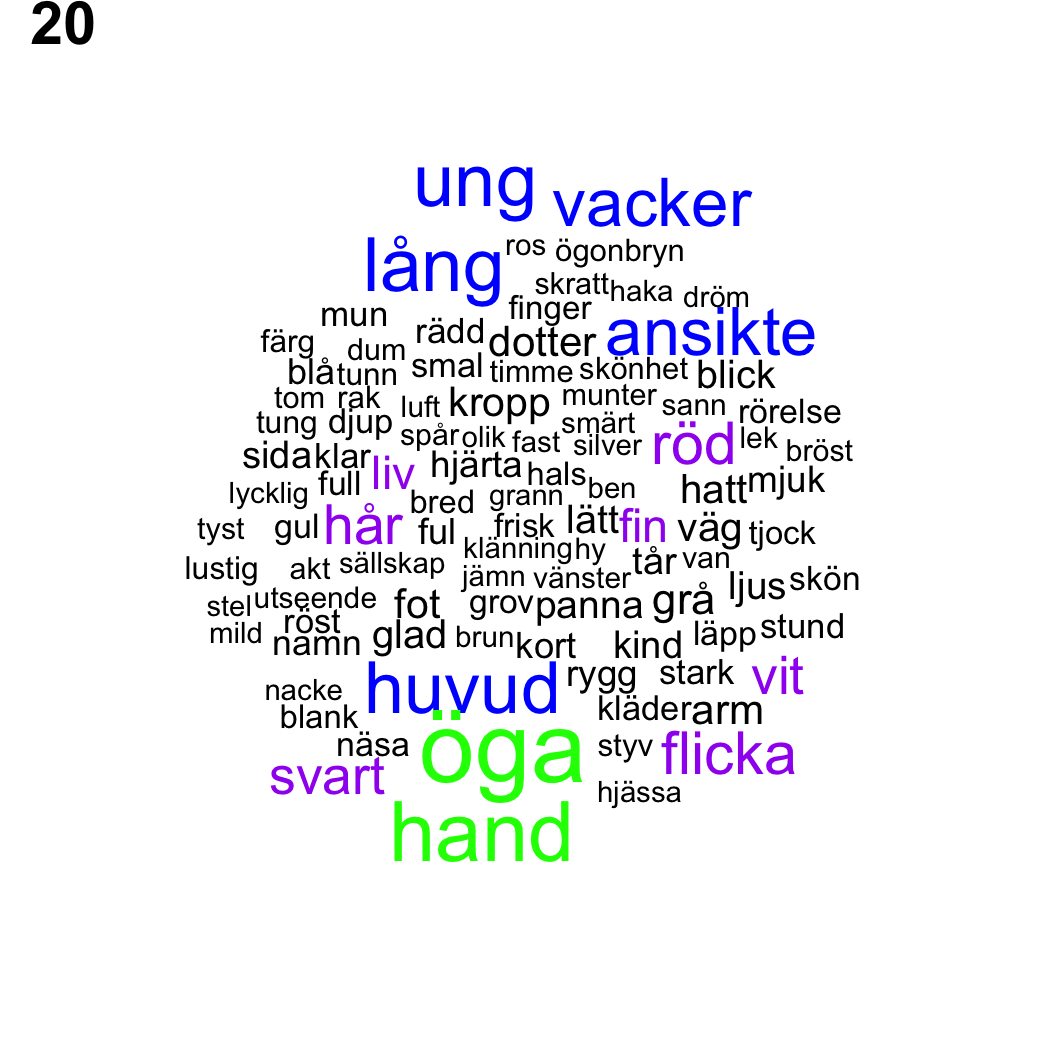 20
ung vacker
lång ros ögonbryn
skratt haka dröm
mun finger
färg rädd dotter ansikte
dum smal timme skönhet blick
blå tunn
tom rak luft kropp munter sann rörelse
tung djup spår olik fast smärt silver röd lek bröst
sida klar liv hjärta hals ben hatt mjuk
lycklig full bred grann
tyst gul hår ful frisk lätt fin väg tjock
klänning hy tår van
lustig akt sällskap jämn vänster ljus skön
stel utseende fot grov panna grå
mild röst
namn glad brun kort kind läpp stund
huvud rygg stark vit
nacke
blank kläder arm
näsa öga styv flicka
svart hjässa
hand